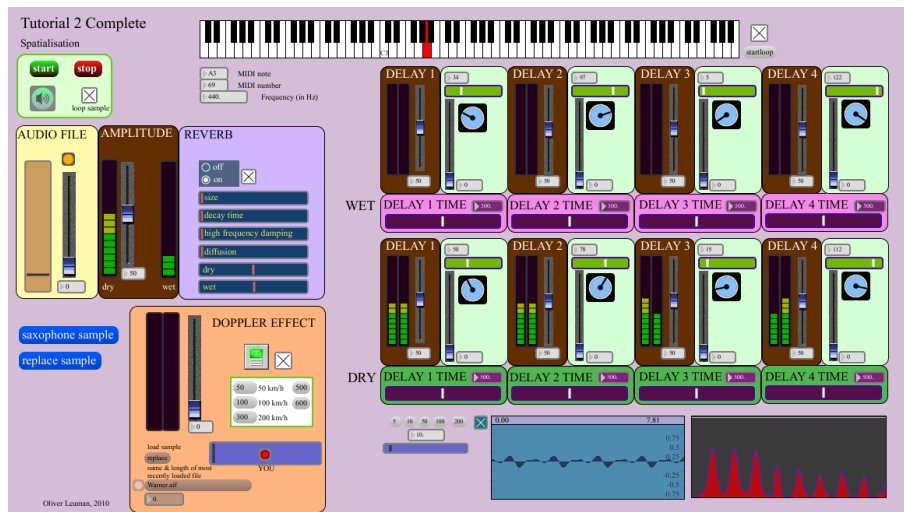 Tutorial 2 Complete
Spatialisation
start stop
loop sample
C3
startloop
A3 MIDI note
69 MIDI number
440. Frequency (in Hz)
AUDIO FILE
0
AMPLITUDE
50
dry wet
REVERB
off
on
size
decay time
high frequency damping
diffusion
dry
wet
DELAY 1 DELAY 2 DELAY 3 DELAY 4
34 97 5 122
50 0 50 0 50 0 50 0
WET DELAY 1 TIME 500. DELAY 2 TIME 500. DELAY 3 TIME 500. DELAY 4 TIME 500.
DELAY 1 DELAY 2 DELAY 3 DELAY 4
50 78 15 112
50 0 50 0 50 0 50 0
DRY DELAY 1 TIME 500. DELAY 2 TIME 500. DELAY 3 TIME 500. DELAY 4 TIME 500.
saxophone sample
replace sample
DOPPLER EFFECT
50 50 km/h 500
100 100 km/h 600
300 200 km/h
0
load sample
replace
YOU
name & length of most
recently loaded file
Warner.aif
0.
5 10 50 100 200
10.
0.00 7.81
0.75
0.5
0.25
-0.25
-0.5
-0.75
Oliver Leaman, 2010